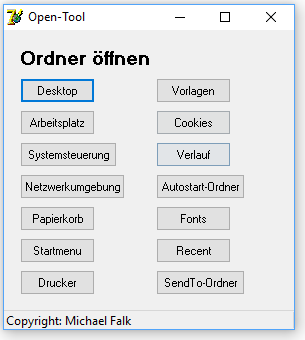 Open-Tool
Ordner öffnen
Desktop
Vorlagen
Arbeitsplatz
Cookies
Systemsteuerung
Verlauf
Netzwerkumgebung
Autostart-Ordner
Papierkorb
Fonts
Startmenu
Recent
Drucker
SendTo-Ordner
Copyright: Michael Falk